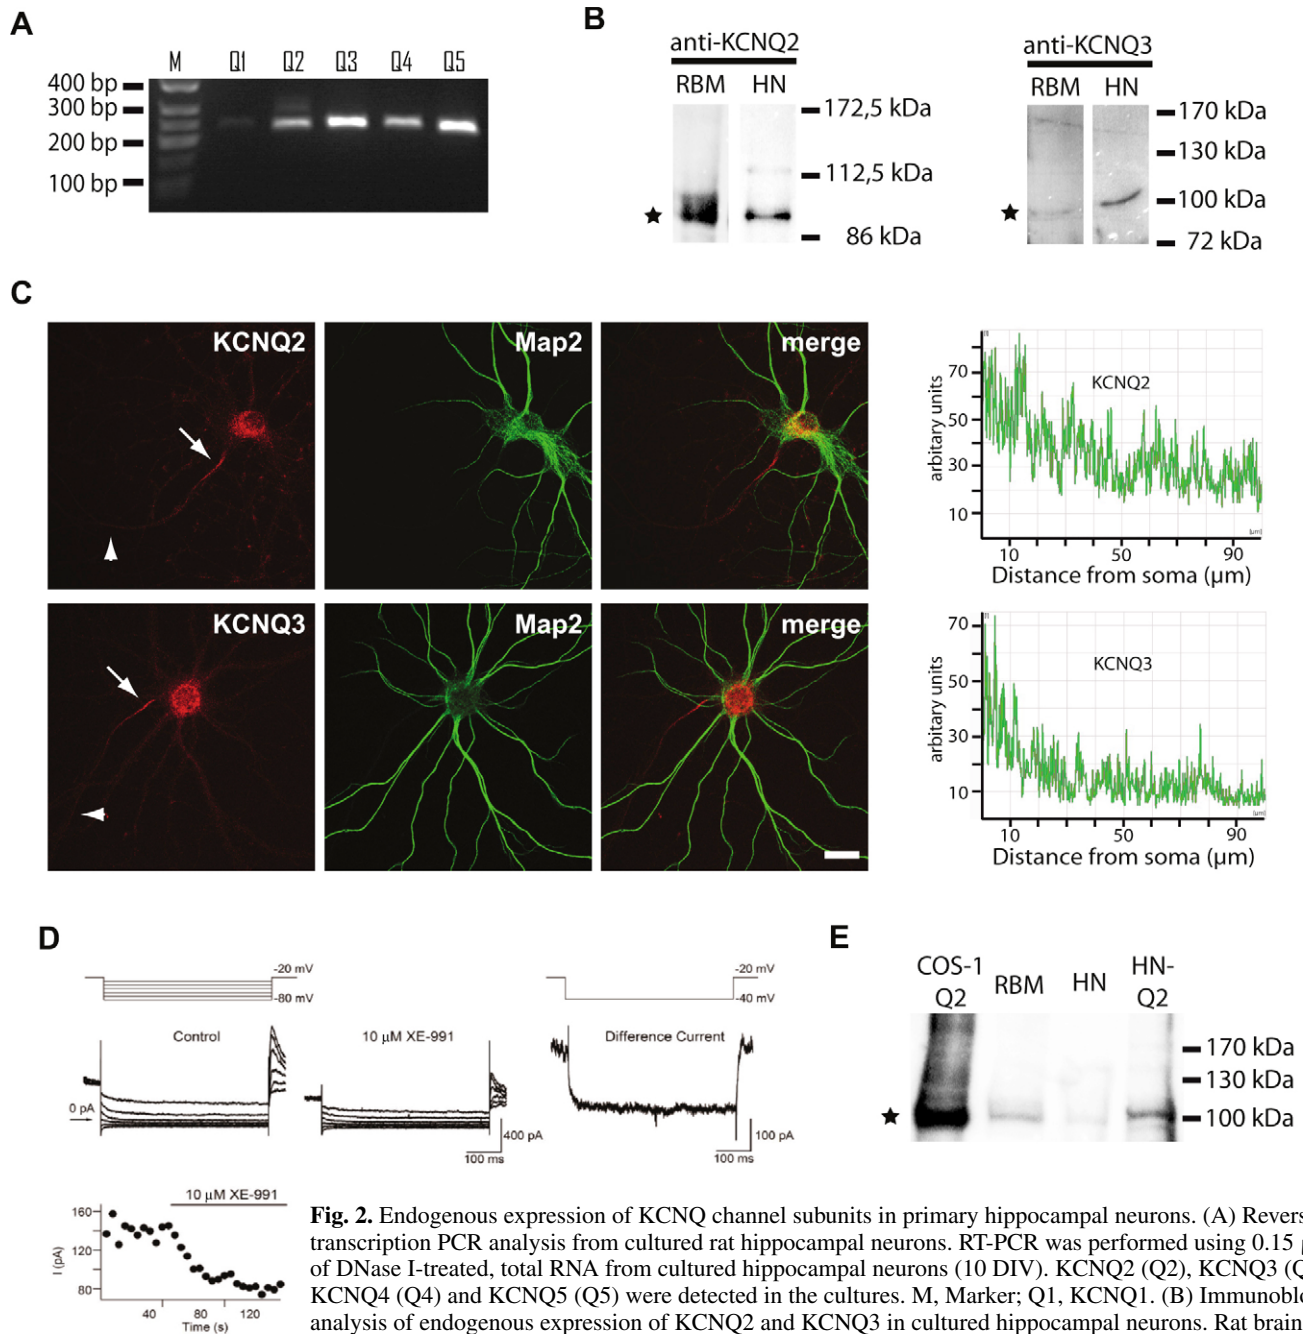 A
M Q1 Q2 Q3 Q4 Q5
400 bp
300 bp
200 bp
100 bp
B
anti-KCNQ2
RBM HN
172,5 kDa
112,5 kDa
86 kDa
anti-KCNQ3
RBM HN
170 kDa
130 kDa
100 kDa
72 kDa
C
KCNQ2
Map2
merge
KCNQ3
Map2
merge
arbitary units
70
50
30
10
KCNQ2
10 50 90
Distance from soma (µm)
arbitary units
70
50
30
10
KCNQ3
10 50 90
Distance from soma (µm)
D
-20 mV
-80 mV
Control
10 µM XE-991
0 pA
400 pA
100 ms
-20 mV
-40 mV
Difference Current
100 pA
100 ms
10 µM XE-991
I (pA)
160
120
80
40 80 120
Time (s)
E
COS-1 Q2
RBM
HN
HN-Q2
170 kDa
130 kDa
100 kDa
Fig. 2. Endogenous expression of KCNQ channel subunits in primary hippocampal neurons. (A) Revers
transcription PCR analysis from cultured rat hippocampal neurons. RT-PCR was performed using 0.15
of DNase I-treated, total RNA from cultured hippocampal neurons (10 DIV). KCNQ2 (Q2), KCNQ3 (Q
KCNQ4 (Q4) and KCNQ5 (Q5) were detected in the cultures. M, Marker; Q1, KCNQ1. (B) Immunoblo
analysis of endogenous expression of KCNQ2 and KCNQ3 in cultured hippocampal neurons. Rat brain